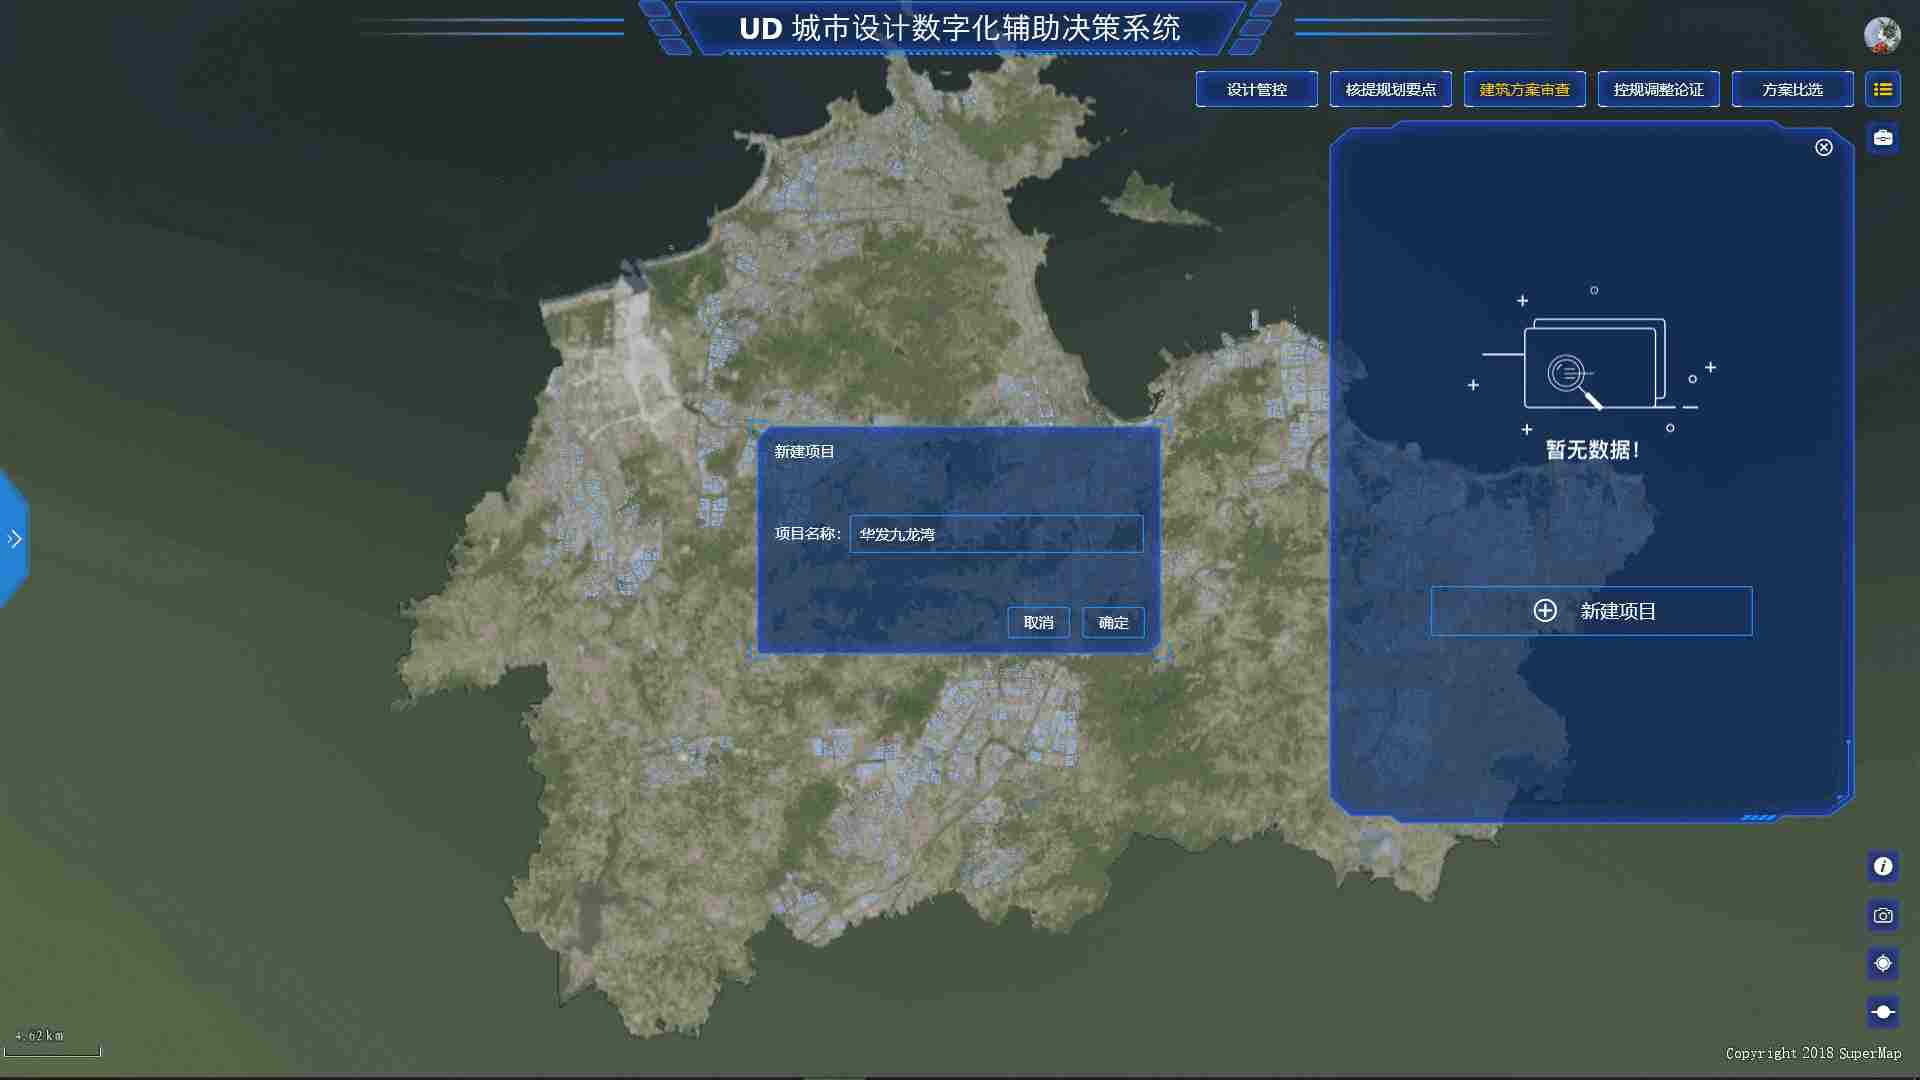 UD 城市设计数字化辅助决策系统
设计管控
核提规划要点
建筑方案审查
控规调整论证
方案比选
暂无数据!
新建项目
项目名称:
华发九龙湾
取消
确定
新建项目
4.62km
Copyright 2018 SuperMap